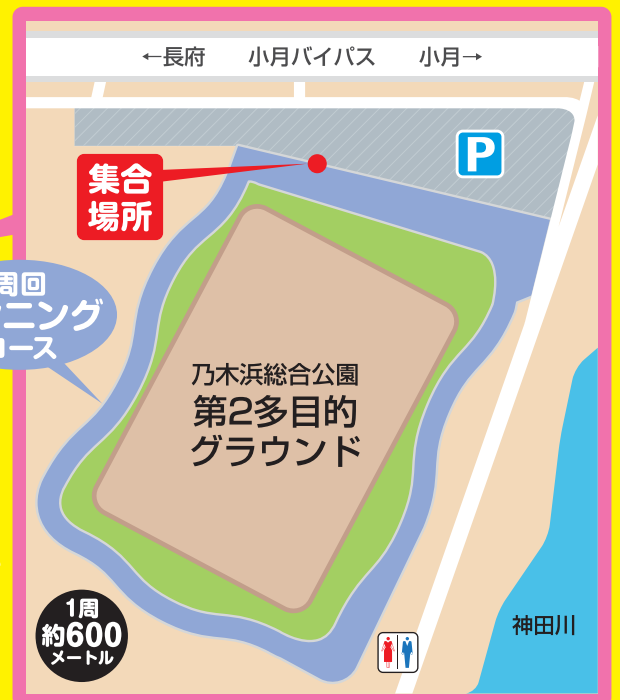 ←長府 小月バイパス 小月→
P
集合
場所
周回
ニング
コース
乃木浜総合公園
第2多目的
グラウンド
神田川
1周
約600
メートル